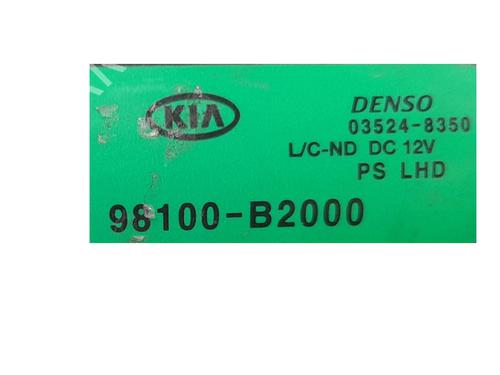 KIA
DENSO
03524-8350
L/C-ND DC 12V
PS LHD
98100-B2000